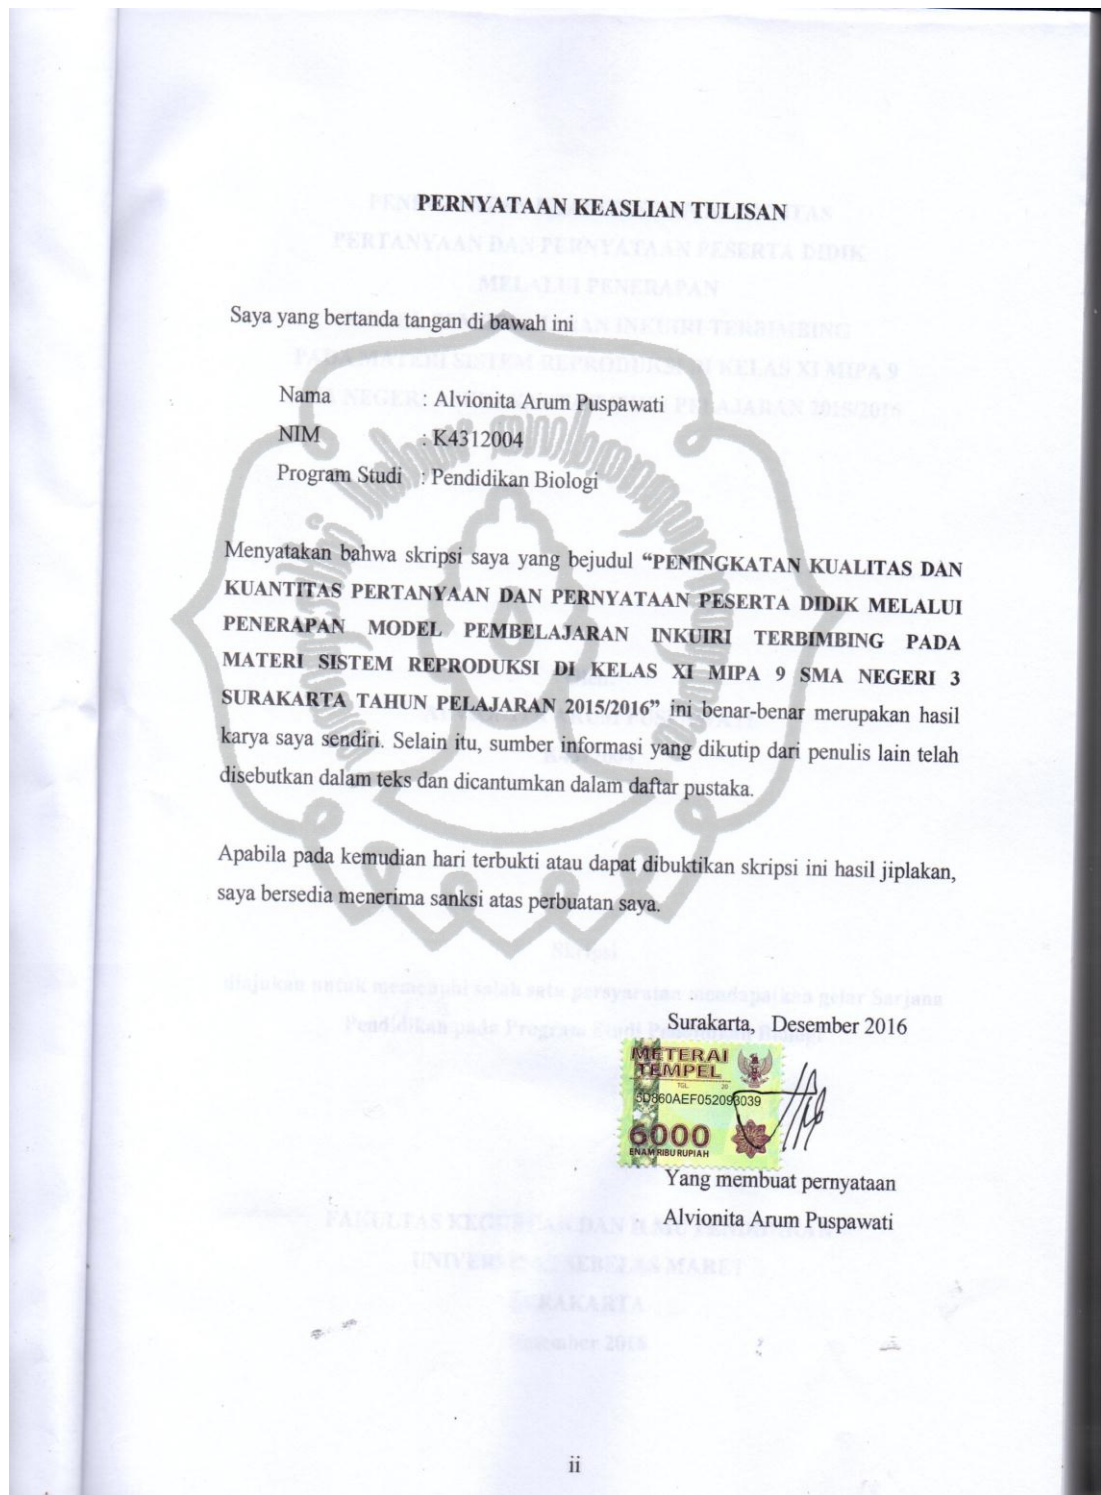 PERNYATAAN KEASLIAN TULISAN
Saya yang bertanda tangan di bawah ini
Nama : Alvionita Arum Puspawati
NIM : K4312004
Program Studi : Pendidikan Biologi
Menyatakan bahwa skripsi saya yang bejudul “PENINGKATAN KUALITAS DAN
KUANTITAS PERTANYAAN DAN PERNYATAAN PESERTA DIDIK MELALUI
PENERAPAN MODEL PEMBELAJARAN INKUIRI TERBIMBING PADA
MATERI SISTEM REPRODUKSI DI KELAS XI MIPA 9 SMA NEGERI 3
SURAKARTA TAHUN PELAJARAN 2015/2016” ini benar-benar merupakan hasil
karya saya sendiri. Selain itu, sumber informasi yang dikutip dari penulis lain telah
disebutkan dalam teks dan dicantumkan dalam daftar pustaka.
Apabila pada kemudian hari terbukti atau dapat dibuktikan skripsi ini hasil jiplakan,
saya bersedia menerima sanksi atas perbuatan saya.
Surakarta, Desember 2016
METERAI
TEMPEL
TGL. 20
6000
ENAM RIBU RUPIAH
Yang membuat pernyataan
Alvionita Arum Puspawati
ii